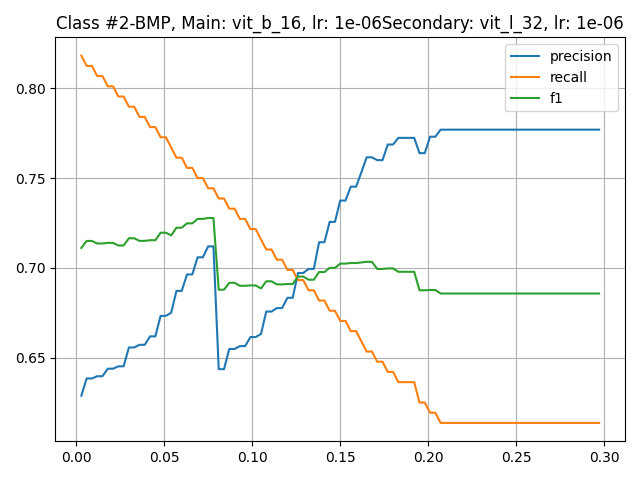 Class #2-BMP, Main: vit_b_16, lr: 1e-06Secondary: vit_l_32, lr: 1e-06
precision
recall
f1
0.80
0.75
0.70
0.65
0.00 0.05 0.10 0.15 0.20 0.25 0.30